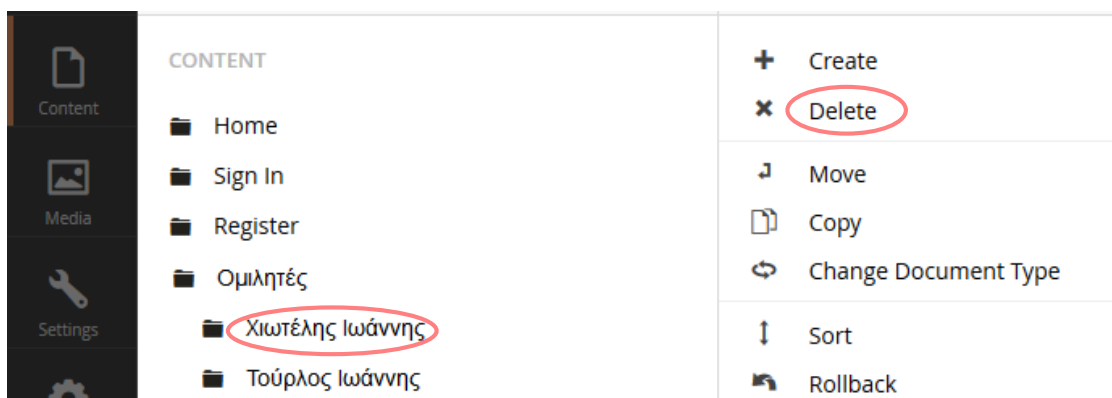 Content
Media
Settings
CONTENT
Home
Sign In
Register
Ομιλητές
Χιωτέλης Ιωάννης
Τούρλος Ιωάννης
Create
Delete
Move
Copy
Change Document Type
Sort
Rollback